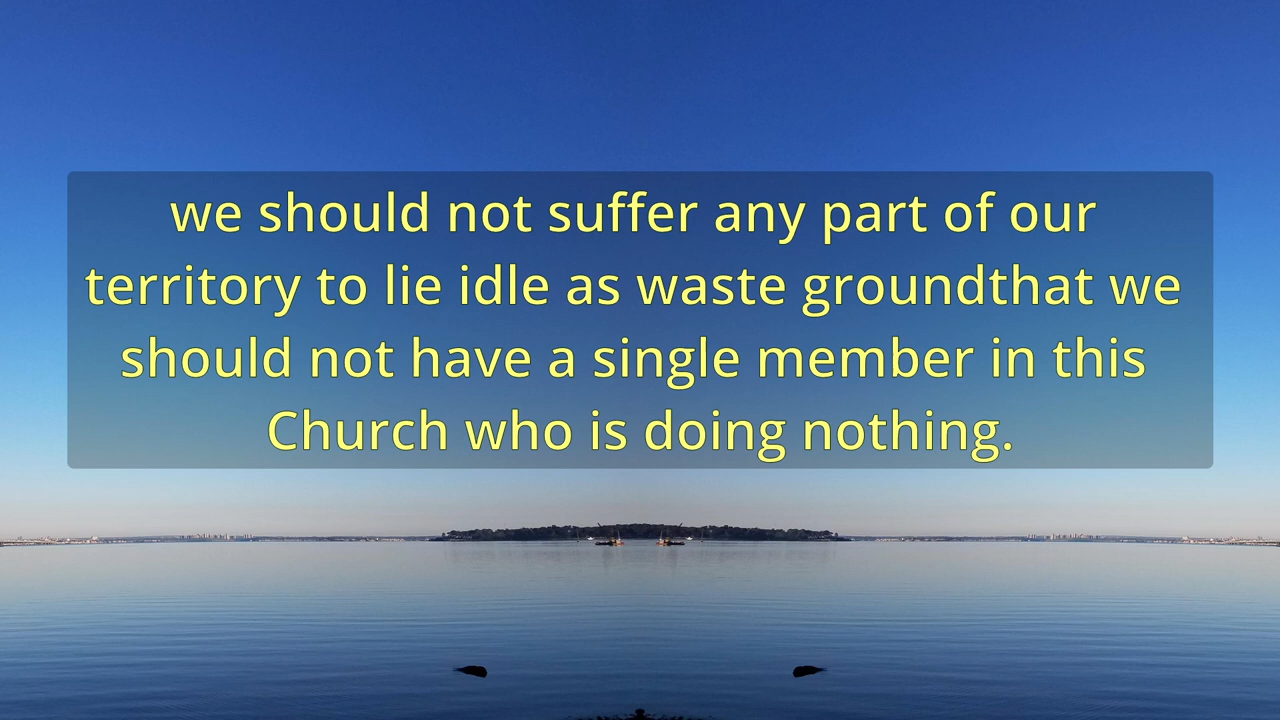 we should not suffer any part of our
territory to lie idle as waste groundthat we
should not have a single member in this
Church who is doing nothing.